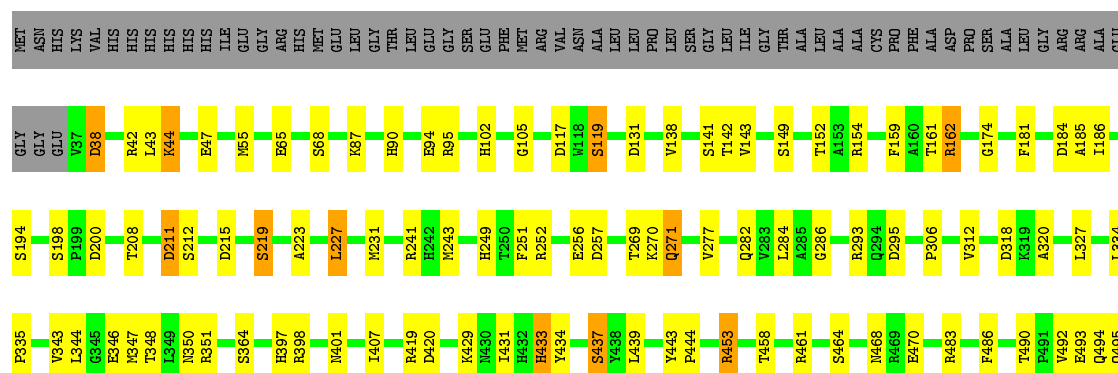 MET ASN HIS LYS VAL HIS HIS HIS HIS HIS HIS ILE GLU GLY ARG HIS MET GLU LEU GLY THR LEU GLU GLY SER GLU PHE MET ARG VAL ASN ALA LEU LEU PRO LEU SER GLY LEU ILE GLY THR ALA LEU ALA ALA CYS PRO PHE ALA ASP PRO SER ALA LEU GLY ARG ARG ALA GLU
GLY GLY GLU V37 D38 R42 L43 K44 E47 M55 E65 S68 K87 H90 E94 R95 H102 G105 D117 W118 S119 D131 V138 S141 T142 V143 S149 T152 A153 R154 F159 A160 T161 R162 G174 F181 D184 A185 I186
S194 S198 P199 D200 T208 D211 S212 D215 S219 A223 L227 M231 R241 H242 M243 H249 T250 F251 R252 E256 D257 T269 K270 Q271 V277 Q282 V283 L284 A285 G286 R293 Q294 D295 P306 V312 D318 K319 A320 L327
P335 V343 L344 G345 E346 M347 T348 L349 N350 R351 S364 H397 R398 N401 I407 R419 D420 K429 N430 I431 H432 H433 Y434 S437 Y438 L439 Y443 P444 R453 T458 R461 S464 N468 R469 E470 R483 F486 T490 P491 V492 E493 Q494